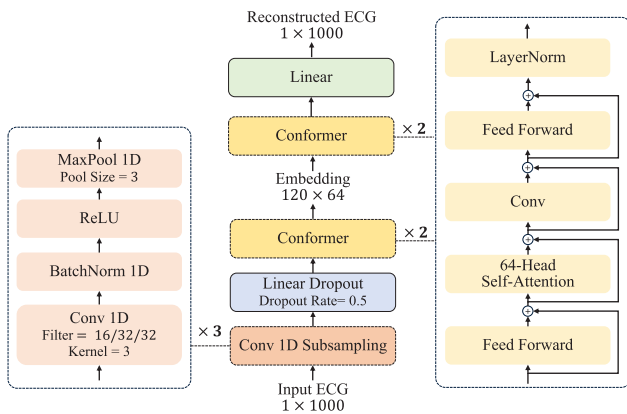 Reconstructed ECG
1 × 1000
Linear
Conformer
× 2
Embedding
120 × 64
Conformer
× 2
Linear Dropout
Dropout Rate= 0.5
Conv 1D Subsampling
× 3
Input ECG
1 × 1000
MaxPool 1D
Pool Size = 3
ReLU
BatchNorm 1D
Conv 1D
Filter = 16/32/32
Kernel = 3
LayerNorm
Feed Forward
Conv
64-Head
Self-Attention
Feed Forward